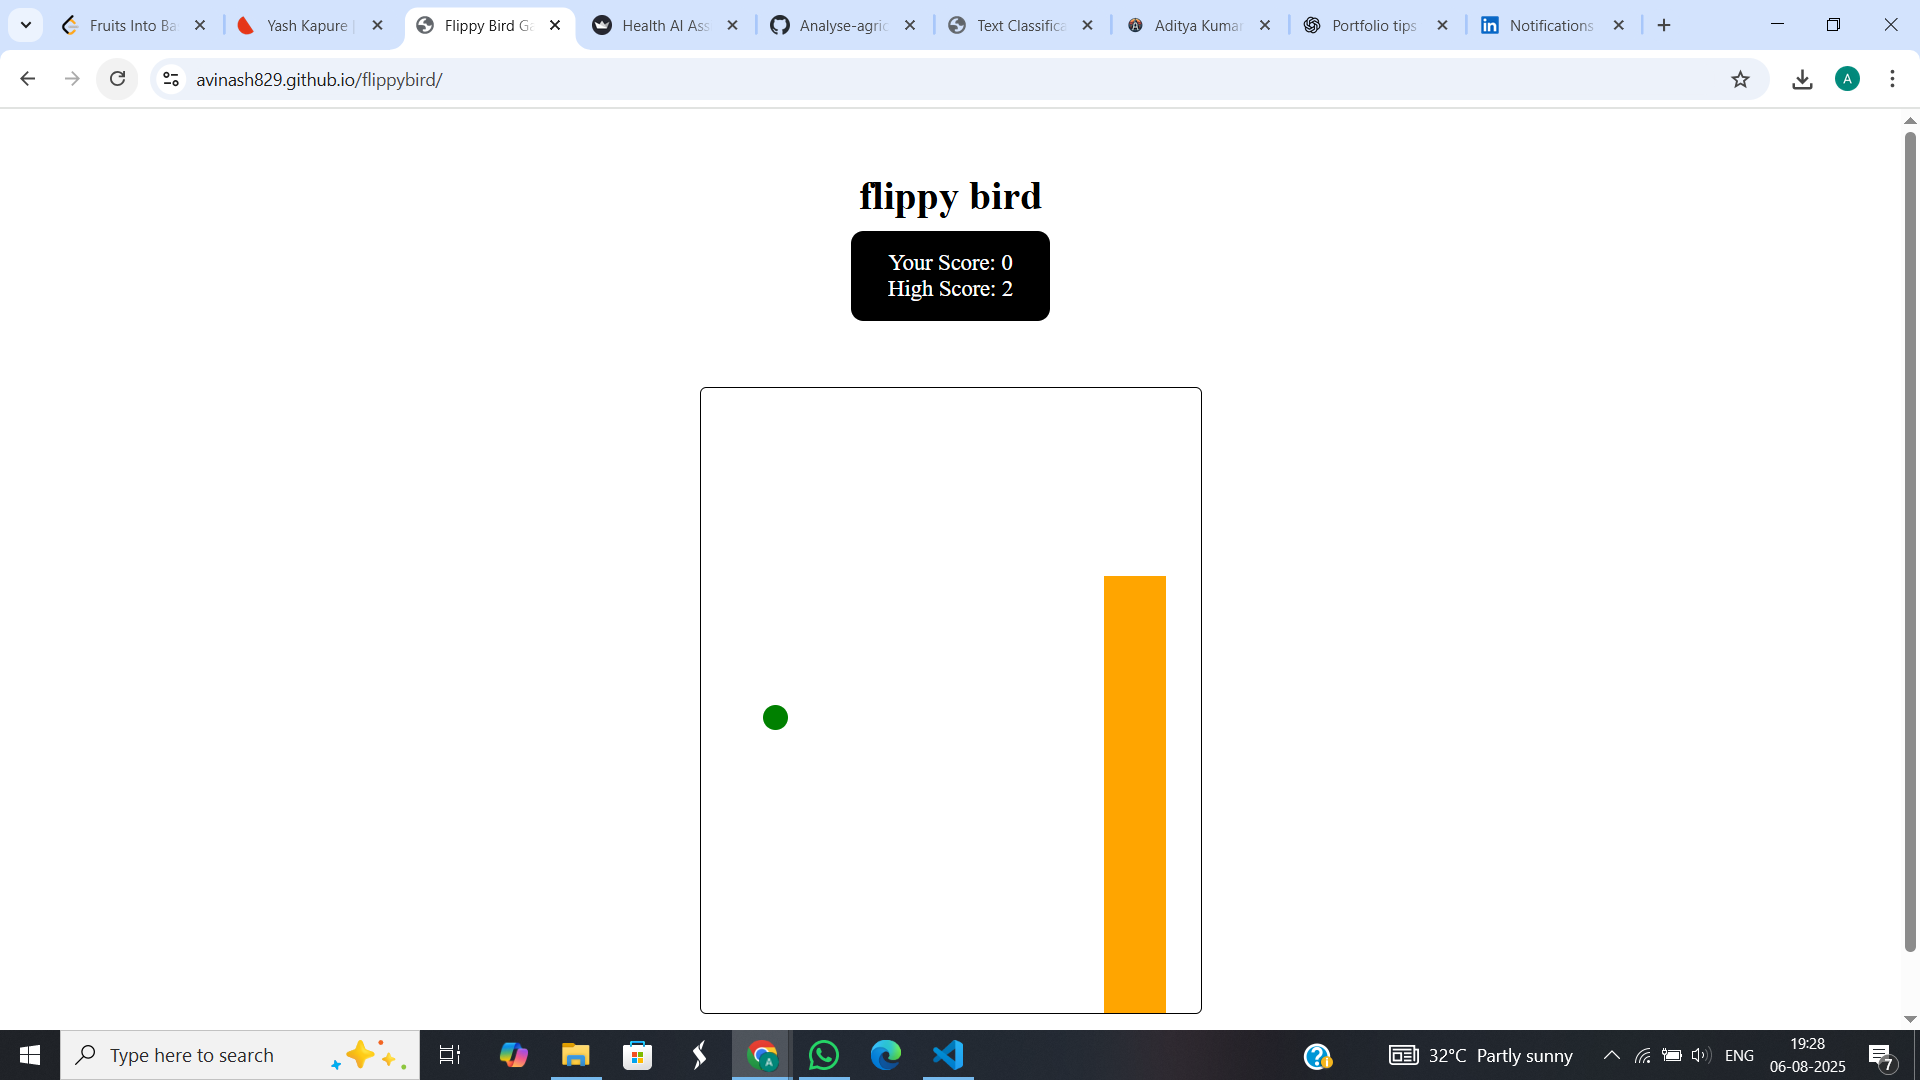 Fruits Into Ba
Yash Kapure |
Flippy Bird Ga
Health AI Ass
Analyse-agric
Text Classifica
Aditya Kumar
Portfolio tips
Notifications
avinash829.github.io/flippybird/
A
flippy bird
Your Score: 0
High Score: 2
Type here to search
A
32°C Partly sunny
ENG
19:28
06-08-2025
7